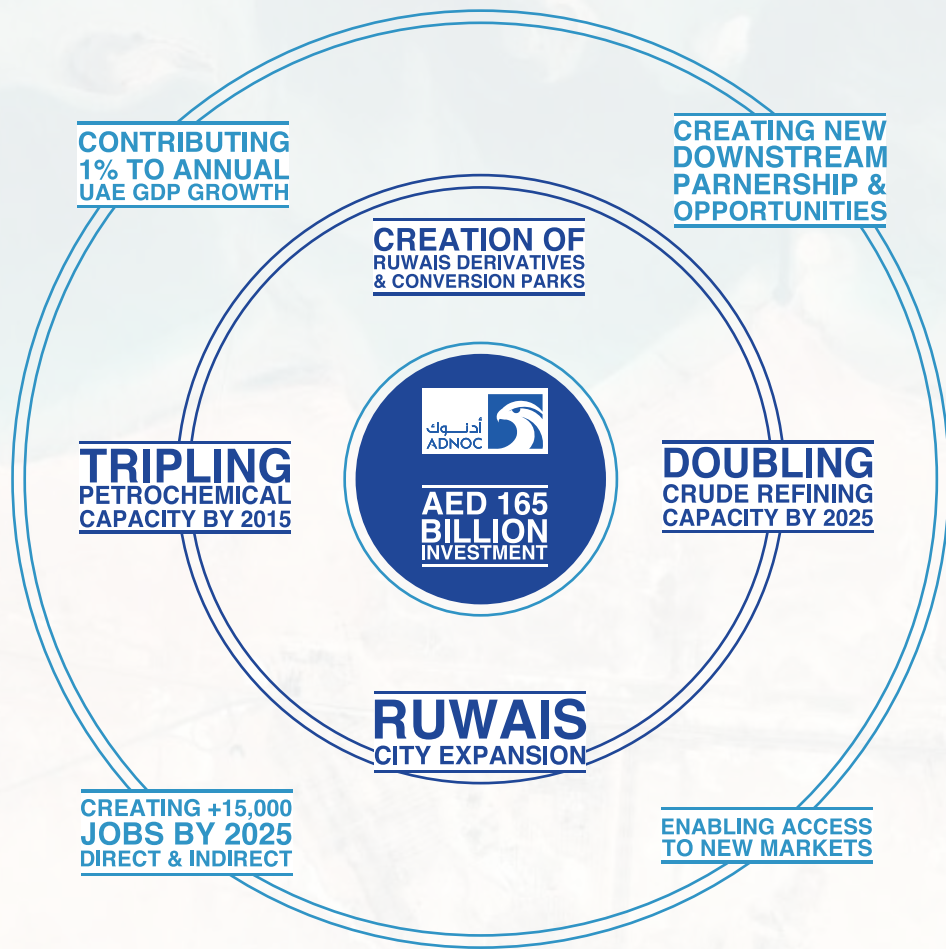 CONTRIBUTING
1% TO ANNUAL
UAE GDP GROWTH
CREATING NEW
DOWNSTREAM
PARNERSHIP &
OPPORTUNITIES
CREATION OF
RUWAIS DERIVATIVES
& CONVERSION PARKS
أدنــوك
ADNOC
AED 165
BILLION
INVESTMENT
TRIPLING
PETROCHEMICAL
CAPACITY BY 2015
DOUBLING
CRUDE REFINING
CAPACITY BY 2025
RUWAIS
CITY EXPANSION
CREATING +15,000
JOBS BY 2025
DIRECT & INDIRECT
ENABLING ACCESS
TO NEW MARKETS